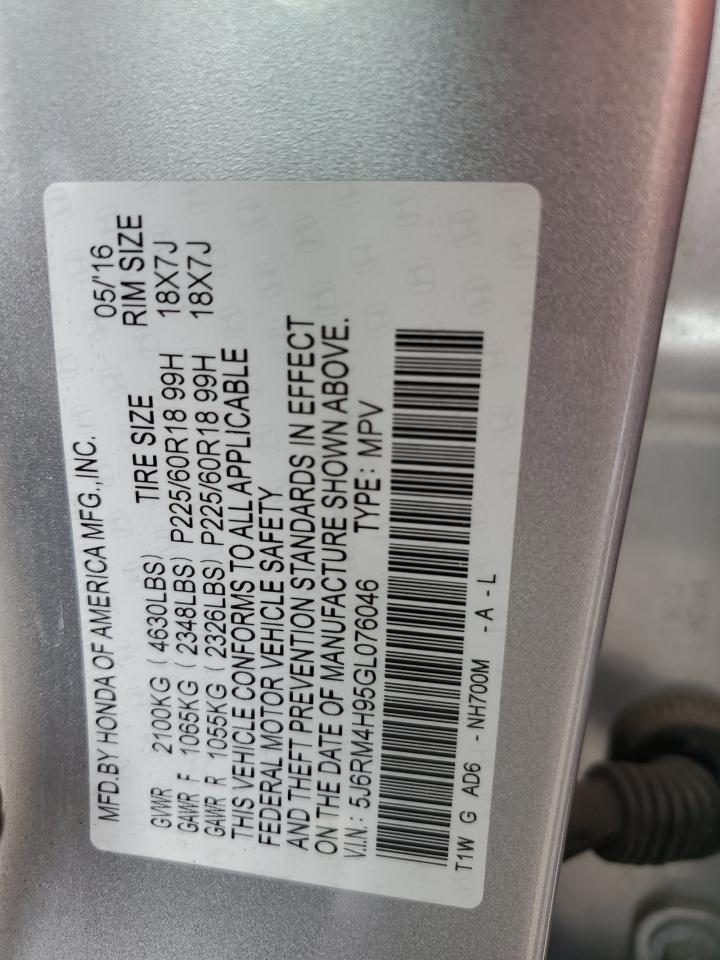 MFD.BY HONDA OF AMERICA MFG.,INC. 05/'16
GVWR 2100KG ( 4630LBS) TIRE SIZE RIM SIZE
GAWR F 1065KG ( 2348LBS) P225/60R18 99H 18X7J
GAWR R 1055KG ( 2326LBS) P225/60R18 99H 18X7J
THIS VEHICLE CONFORMS TO ALL APPLICABLE
FEDERAL MOTOR VEHICLE SAFETY
AND THEFT PREVENTION STANDARDS IN EFFECT
ON THE DATE OF MANUFACTURE SHOWN ABOVE.
V.I.N.: 5J6RM4H95GL076046 TYPE: MPV
T1W G AD6 - NH700M - A - L